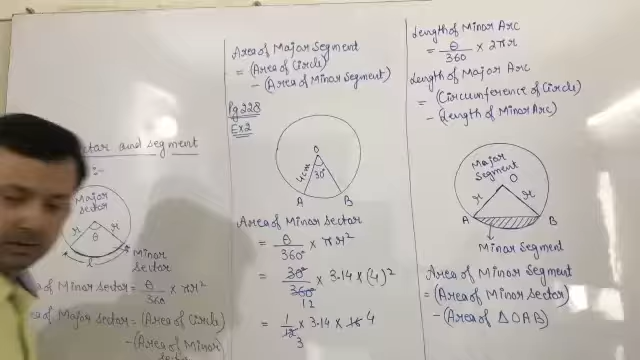 and segment
:-
Major
sector
r r
θ
l
Minor
sector
of Minor sector = θ/360 × πr²
of Major sector = (Area of Circle)
- (Area of Minor
Area of Major Segment
= (Area of Circle)
- (Area of Minor Segment)
Pg 228
Ex 2
O
4cm 30°
A B
Area of Minor sector
= θ/360° × πr²
= 30°/360° × 3.14 × (4)²
12
= 1/12 × 3.14 × 16 4
3
Length of Minor Arc
= θ/360 × 2πr
Length of Major Arc
= (Circumference of Circle)
- (Length of Minor Arc)
Major
Segment
O
r r
A B
Minor Segment
Area of Minor Segment
= (Area of Minor Sector)
- (Area of △OAB)